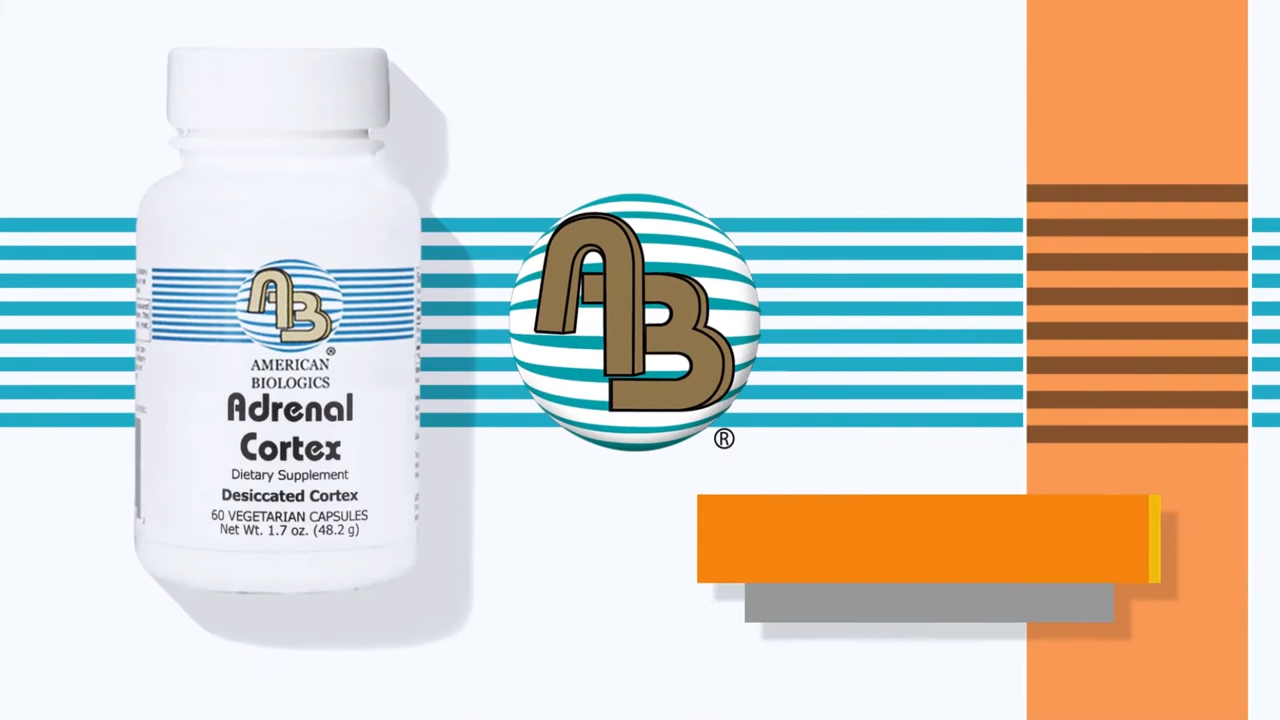 AB
AMERICAN®
BIOLOGICS
Adrenal
Cortex
Dietary Supplement
Desiccated Cortex
60 VEGETARIAN CAPSULES
Net Wt. 1.7 oz. (48.2 g)
AB
®